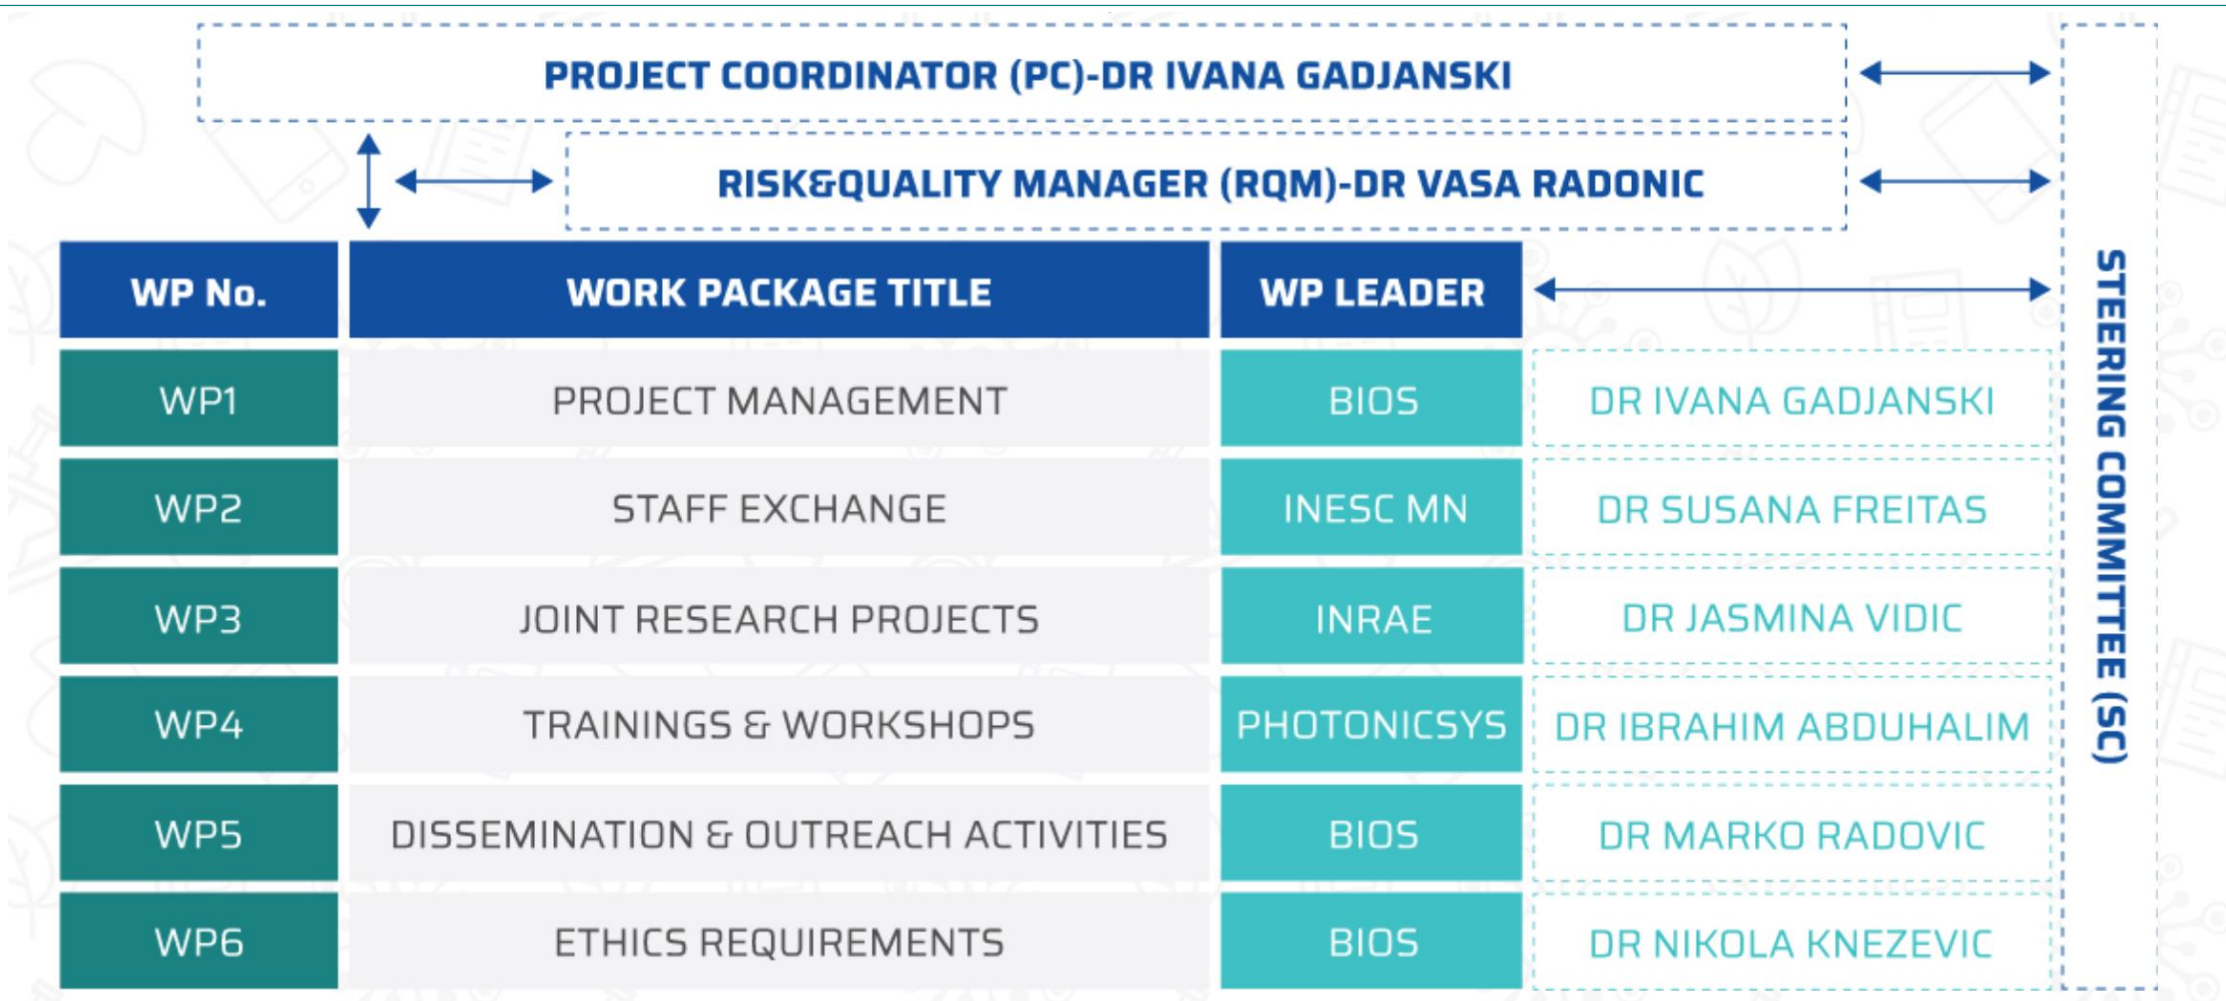 PROJECT COORDINATOR (PC)-DR IVANA GADJANSKI
RISK&QUALITY MANAGER (RQM)-DR VASA RADONIC
WP No. WORK PACKAGE TITLE WP LEADER
WP1 PROJECT MANAGEMENT BIOS DR IVANA GADJANSKI
WP2 STAFF EXCHANGE INESC MN DR SUSANA FREITAS
WP3 JOINT RESEARCH PROJECTS INRAE DR JASMINA VIDIC
WP4 TRAININGS & WORKSHOPS PHOTONICSYS DR IBRAHIM ABDUHALIM
WP5 DISSEMINATION & OUTREACH ACTIVITIES BIOS DR MARKO RADOVIC
WP6 ETHICS REQUIREMENTS BIOS DR NIKOLA KNEZEVIC
STEERING COMMITTEE (SC)